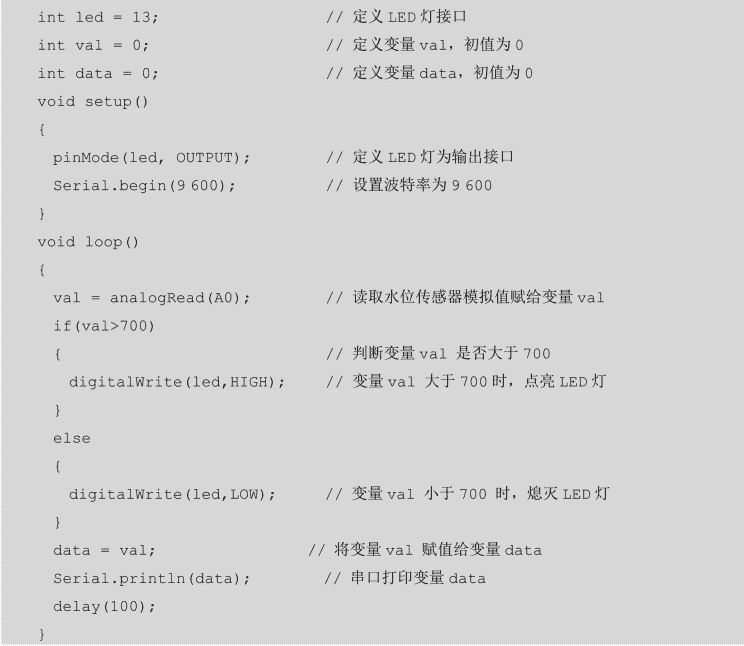 int led = 13; // 定义 LED 灯接口
int val = 0; // 定义变量 val，初值为 0
int data = 0; // 定义变量 data，初值为 0
void setup()
{
pinMode(led, OUTPUT); // 定义 LED 灯为输出接口
Serial.begin(9 600); // 设置波特率为 9 600
}
void loop()
{
val = analogRead(A0); // 读取水位传感器模拟值赋给变量 val
if(val>700)
{ // 判断变量 val 是否大于 700
digitalWrite(led,HIGH); // 变量 val 大于 700 时，点亮 LED 灯
}
else
{
digitalWrite(led,LOW); // 变量 val 小于 700 时，熄灭 LED 灯
}
data = val; // 将变量 val 赋值给变量 data
Serial.println(data); // 串口打印变量 data
delay(100);
}